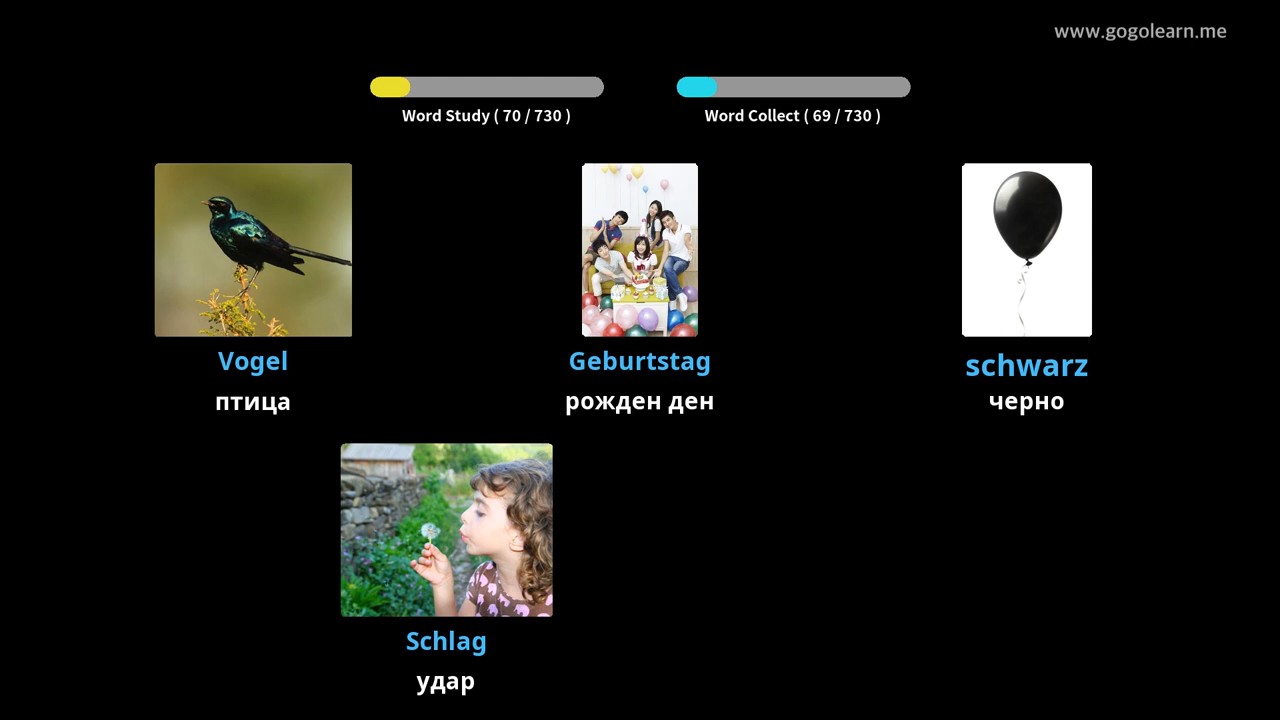 www.gogolearn.me
Word Study ( 70 / 730 )
Word Collect ( 69 / 730 )
Vogel
птица
Geburtstag
рожден ден
schwarz
черно
Schlag
удар